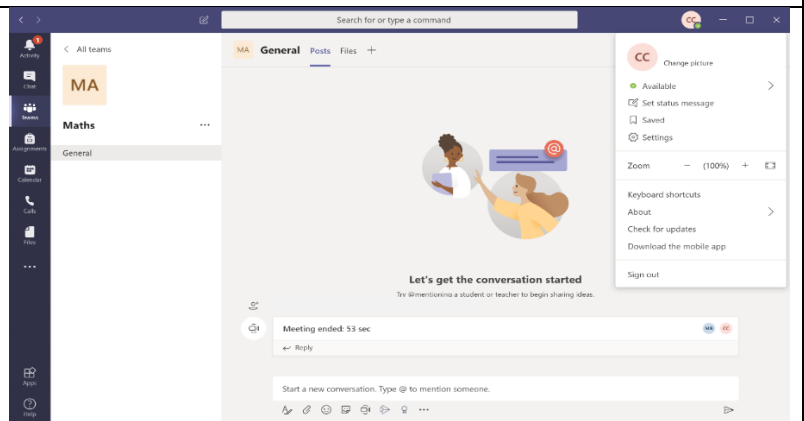 Search for or type a command
CC
1
Activity
Chat
Teams
Assignments
Calendar
Calls
Files
Apps
Help
All teams
MA
Maths
General
MA General Posts Files
Let's get the conversation started
Try @mentioning a student or teacher to begin sharing ideas.
Meeting ended: 53 sec
MA CC
Reply
Start a new conversation. Type @ to mention someone.
CC Change picture
Available
Set status message
Saved
Settings
Zoom (100%)
Keyboard shortcuts
About
Check for updates
Download the mobile app
Sign out